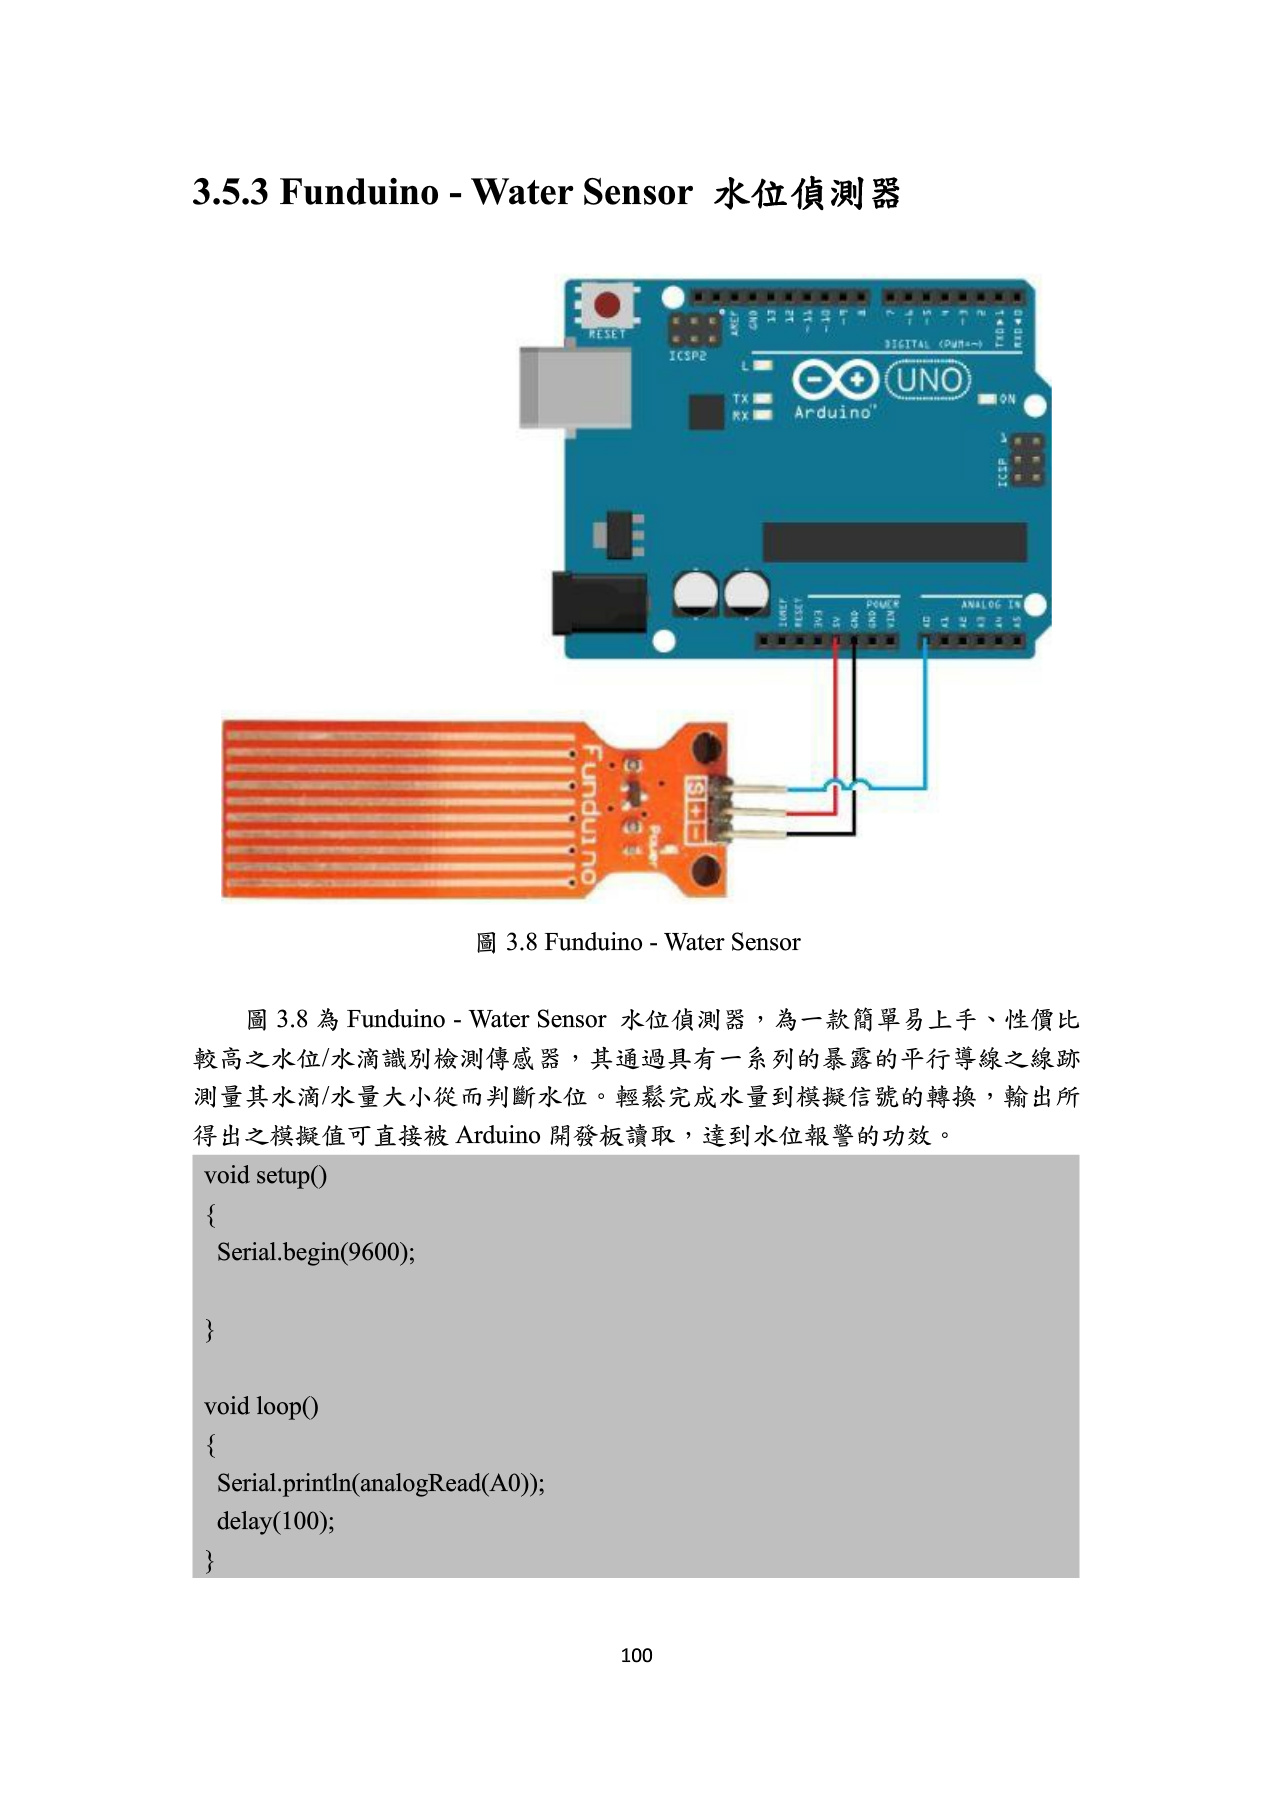 3.5.3 Funduino - Water Sensor 水位偵測器
RESET
ICSP2
AREF
GND
13
12
~11
~10
~9
8
7
~6
~5
4
~3
2
TXD▶1
RXD◀0
DIGITAL (PWM=~)
L
TX
RX
Arduino™
UNO
ON
1
ICSP
IOREF
RESET
3V3
5V
GND
GND
VIN
POWER
ANALOG IN
A0
A1
A2
A3
A4
A5
Funduino
Power
S
+
-
圖 3.8 Funduino - Water Sensor
圖 3.8 為 Funduino - Water Sensor 水位偵測器，為一款簡單易上手、性價比
較高之水位/水滴識別檢測傳感器，其通過具有一系列的暴露的平行導線之線跡
測量其水滴/水量大小從而判斷水位。輕鬆完成水量到模擬信號的轉換，輸出所
得出之模擬值可直接被 Arduino 開發板讀取，達到水位報警的功效。
void setup()
{
Serial.begin(9600);
}
void loop()
{
Serial.println(analogRead(A0));
delay(100);
}
100